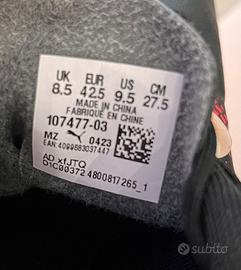 UK EUR US CM
8.5 42.5 9.5 27.5
MADE IN CHINA
FABRIQUE EN CHINE
107477-03
MZ 0423
EAN: 4099683037447
AD xfJTQ
D1C00372 4800817265_1
subito